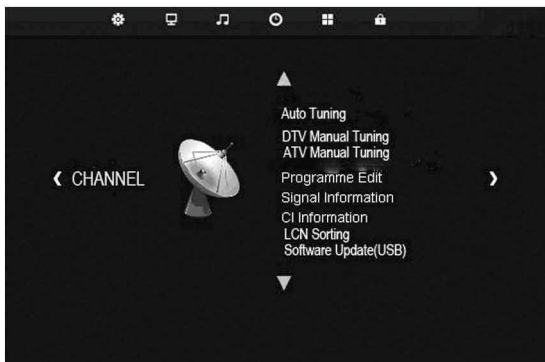 Auto Tuning
DTV Manual Tuning
ATV Manual Tuning
CHANNEL
Programme Edit
Signal Information
CI Information
LCN Sorting
Software Update(USB)